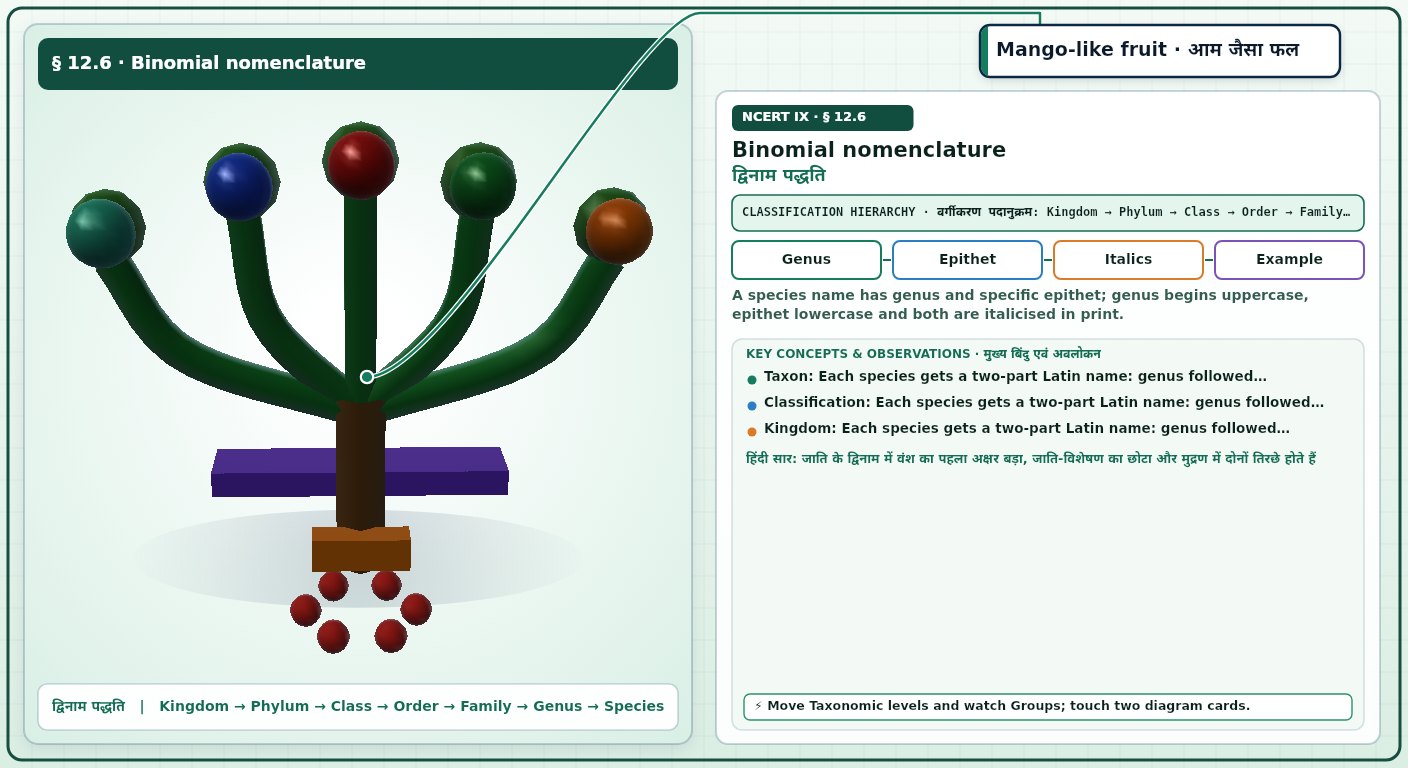 § 12.6 · Binomial nomenclature
द्विनाम पद्धति | Kingdom → Phylum → Class → Order → Family → Genus → Species
Mango-like fruit · आम जैसा फल
NCERT IX · § 12.6
Binomial nomenclature
द्विनाम पद्धति
CLASSIFICATION HIERARCHY · वर्गीकरण पदानुक्रम: Kingdom → Phylum → Class → Order → Family…
Genus
Epithet
Italics
Example
A species name has genus and specific epithet; genus begins uppercase,
epithet lowercase and both are italicised in print.
KEY CONCEPTS & OBSERVATIONS · मुख्य बिंदु एवं अवलोकन
Taxon: Each species gets a two-part Latin name: genus followed…
Classification: Each species gets a two-part Latin name: genus followed…
Kingdom: Each species gets a two-part Latin name: genus followed…
हिंदी सार: जाति के द्विनाम में वंश का पहला अक्षर बड़ा, जाति-विशेषण का छोटा और मुद्रण में दोनों तिरछे होते हैं
⚡ Move Taxonomic levels and watch Groups; touch two diagram cards.